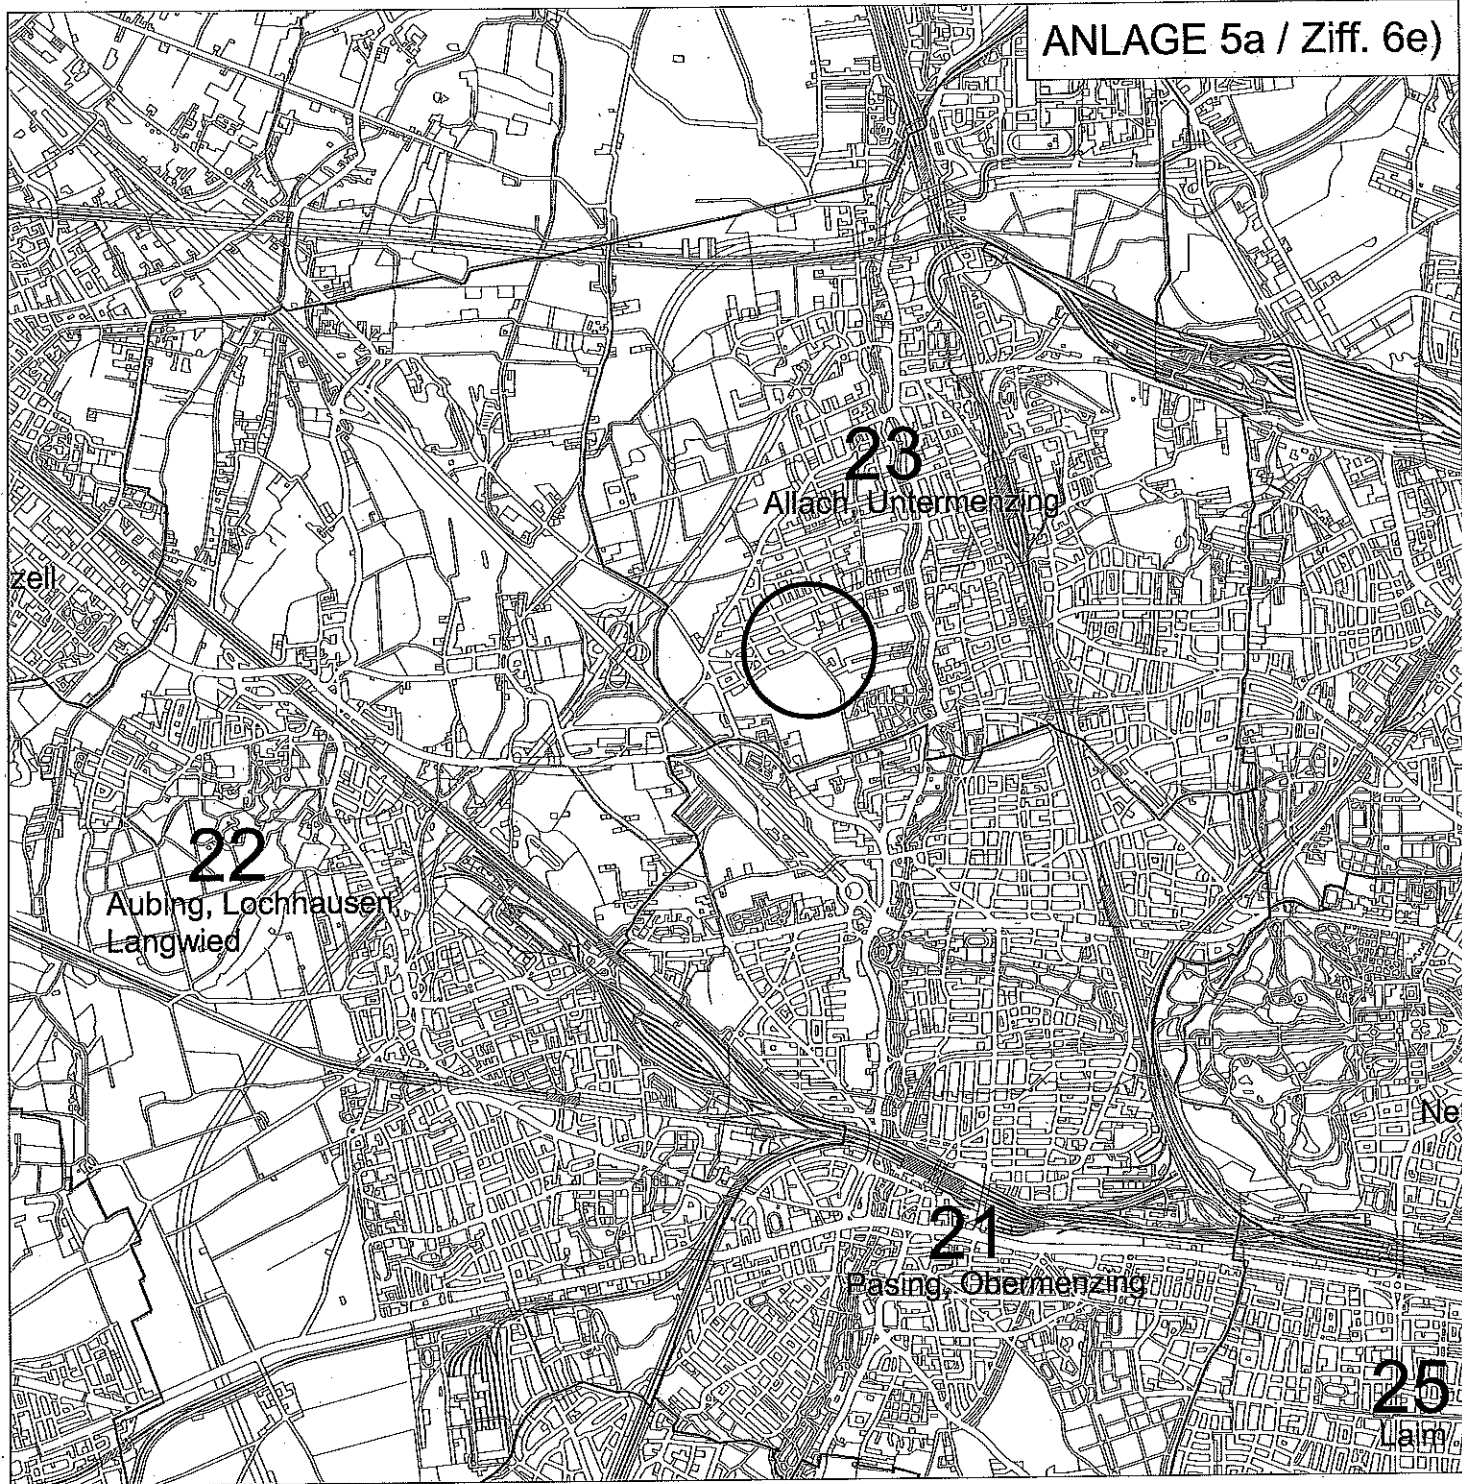 ANLAGE 5a / Ziff. 6e)
23
Allach, Untermenzing
zell
22
Aubing, Lochhausen,
Langwied
Ne
21
Pasing, Obermenzing
25
Laim